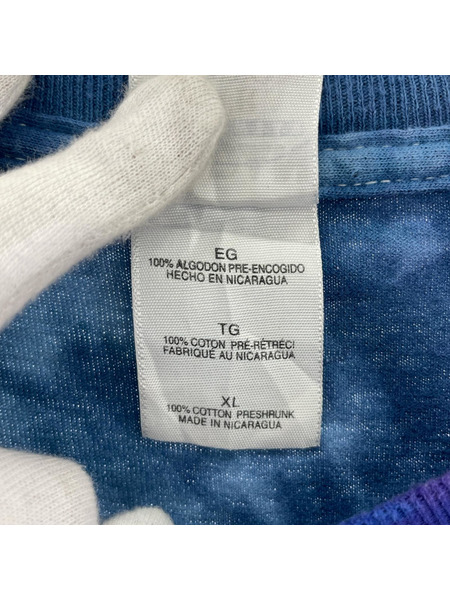 EG
100% ALGODON PRE-ENCOGIDO
HECHO EN NICARAGUA
TG
100% COTON PRÉ-RÉTRÉCI
FABRIQUÉ AU NICARAGUA
XL
100% COTTON PRESHRUNK
MADE IN NICARAGUA